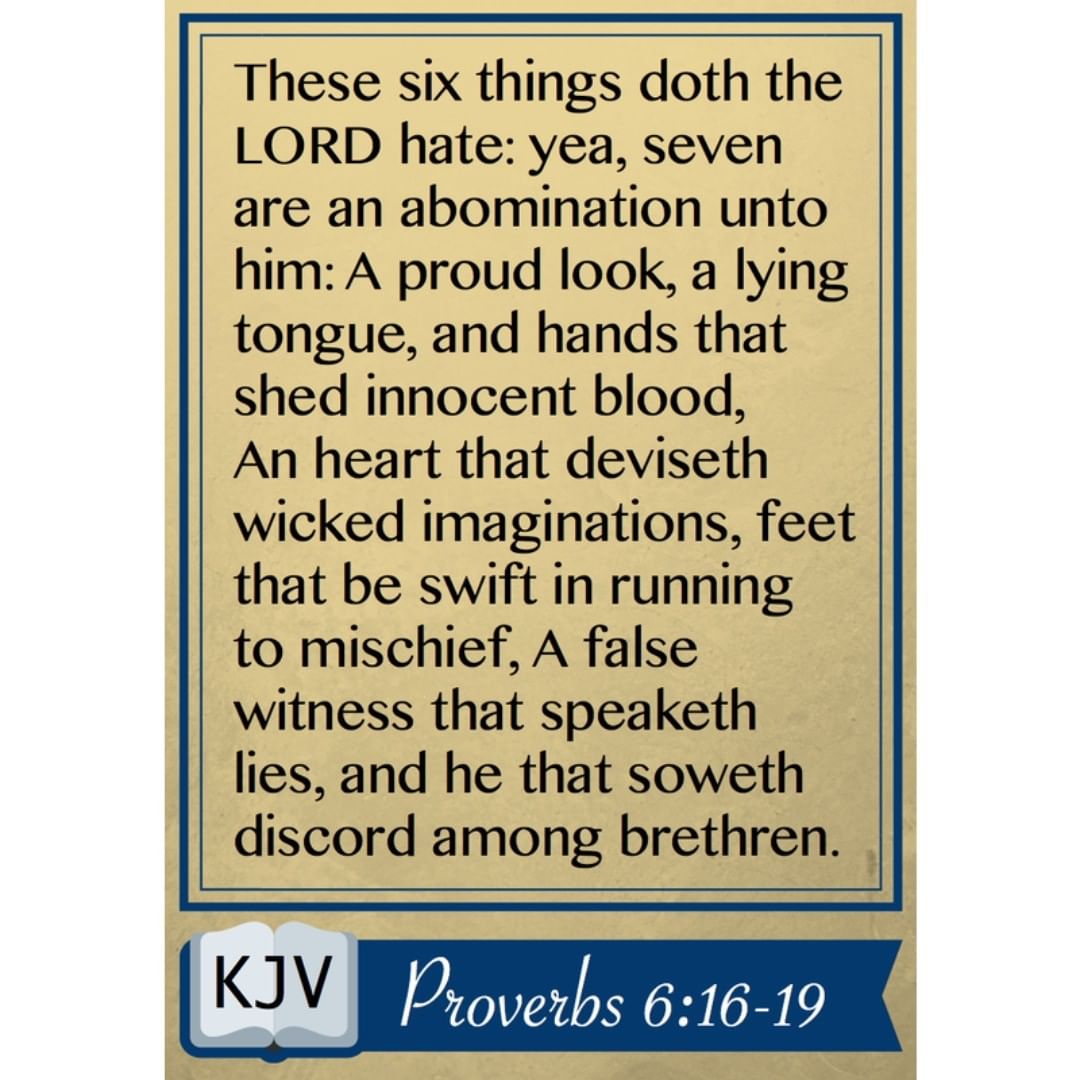 These six things doth the
LORD hate: yea, seven
are an abomination unto
him: A proud look, a lying
tongue, and hands that
shed innocent blood,
An heart that deviseth
wicked imaginations, feet
that be swift in running
to mischief, A false
witness that speaketh
lies, and he that soweth
discord among brethren.
KJV
Proverbs 6:16-19